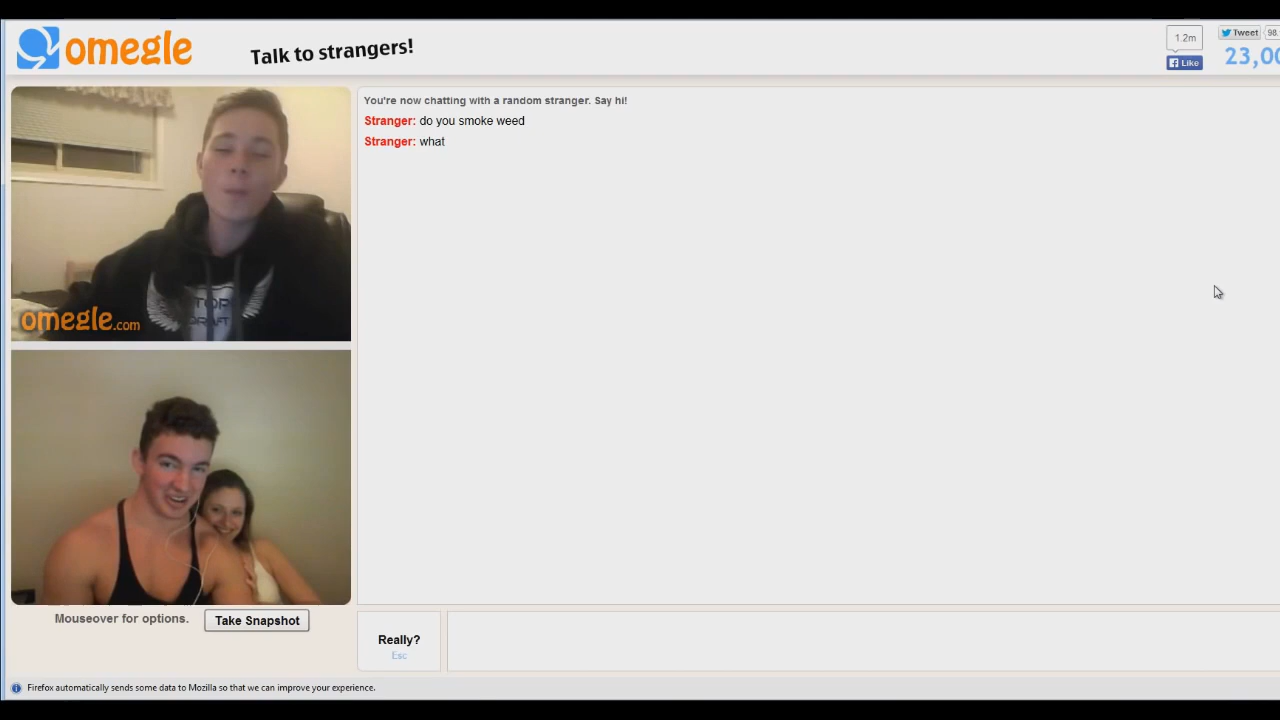 omegle
Talk to strangers!
1.2m
Like
Tweet
98.
23,00
You're now chatting with a random stranger. Say hi!
Stranger: do you smoke weed
Stranger: what
omegle.com
Mouseover for options.
Take Snapshot
Really?
Esc
Firefox automatically sends some data to Mozilla so that we can improve your experience.